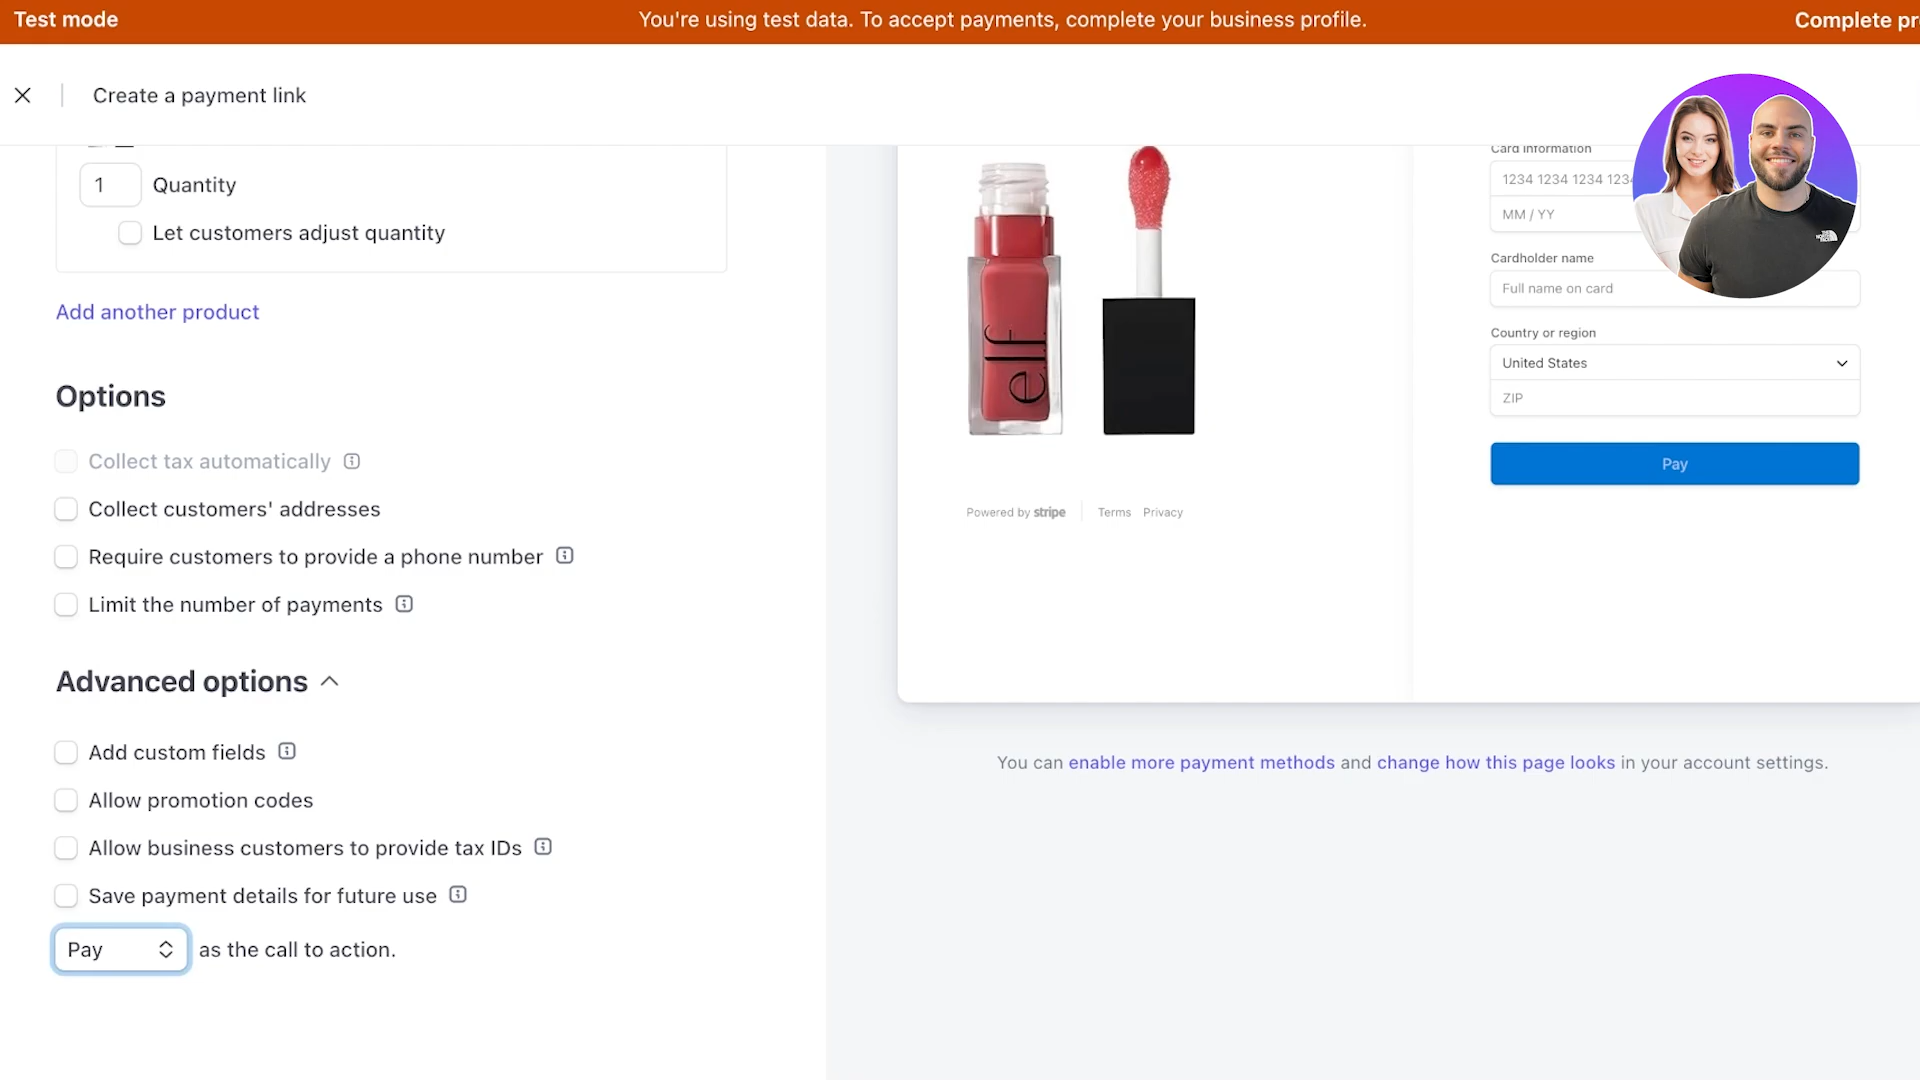 Test mode
You're using test data. To accept payments, complete your business profile.
Complete
Create a payment link
1
Quantity
Let customers adjust quantity
Add another product
Options
Collect tax automatically
Collect customers' addresses
Require customers to provide a phone number
Limit the number of payments
Advanced options
Add custom fields
Allow promotion codes
Allow business customers to provide tax IDs
Save payment details for future use
Pay
as the call to action.
e.l.f.
Powered by stripe
Terms
Privacy
Card information
1234 1234 1234
MM / YY
Cardholder name
Full name on card
Country or region
United States
ZIP
Pay
THE NORTH FACE
You can enable more payment methods and change how this page looks in your account settings.